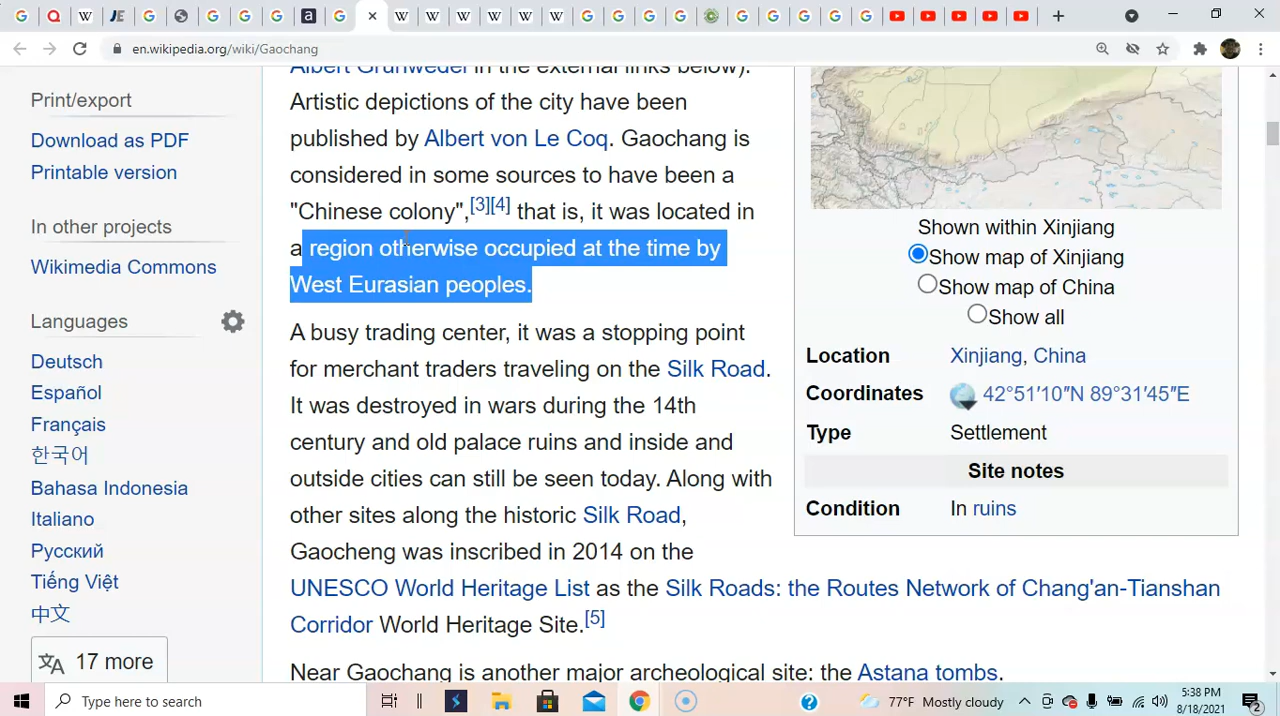 en.wikipedia.org/wiki/Gaochang
Print/export
Download as PDF
Printable version
In other projects
Wikimedia Commons
Languages
Deutsch
Español
Français
한국어
Bahasa Indonesia
Italiano
Русский
Tiếng Việt
中文
17 more
Albert Grünwedel in the external links below).
Artistic depictions of the city have been
published by Albert von Le Coq. Gaochang is
considered in some sources to have been a
"Chinese colony",[3][4] that is, it was located in
a region otherwise occupied at the time by
West Eurasian peoples.
A busy trading center, it was a stopping point
for merchant traders traveling on the Silk Road.
It was destroyed in wars during the 14th
century and old palace ruins and inside and
outside cities can still be seen today. Along with
other sites along the historic Silk Road,
Gaocheng was inscribed in 2014 on the
UNESCO World Heritage List as the Silk Roads: the Routes Network of Chang'an-Tianshan
Corridor World Heritage Site.[5]
Near Gaochang is another major archeological site: the Astana tombs.
Shown within Xinjiang
Show map of Xinjiang
Show map of China
Show all
Location Xinjiang, China
Coordinates 42°51′10″N 89°31′45″E
Type Settlement
Site notes
Condition In ruins
Type here to search
77°F Mostly cloudy
5:38 PM
8/18/2021
2